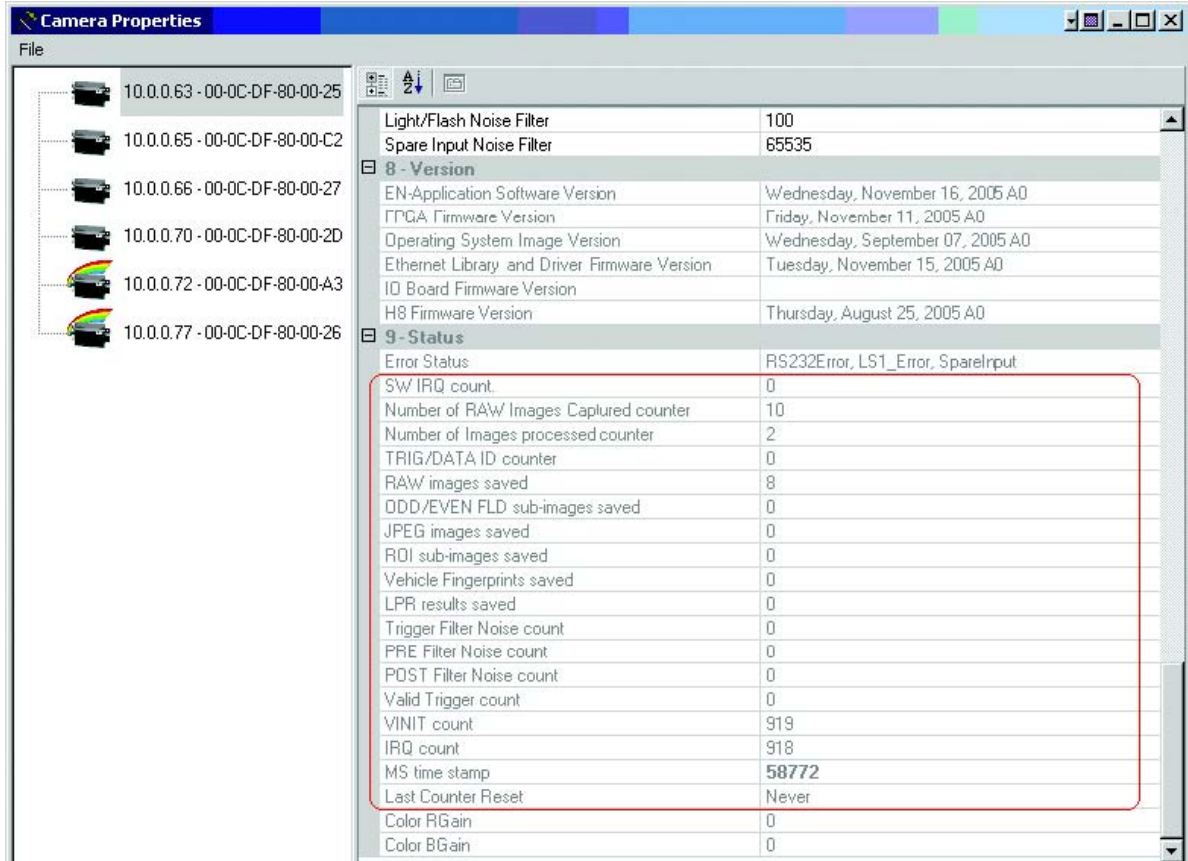 Camera Properties
File
10.0.0.63 - 00-0C-DF-80-00-25
10.0.0.65 - 00-0C-DF-80-00-C2
10.0.0.66 - 00-0C-DF-80-00-27
10.0.0.70 - 00-0C-DF-80-00-2D
10.0.0.72 - 00-0C-DF-80-00-A3
10.0.0.77 - 00-0C-DF-80-00-26
Light/Flash Noise Filter 100
Spare Input Noise Filter 65535
8 - Version
EN-Application Software Version Wednesday, November 16, 2005 A0
FPGA Firmware Version Friday, November 11, 2005 A0
Operating System Image Version Wednesday, September 07, 2005 A0
Ethernet Library and Driver Firmware Version Tuesday, November 15, 2005 A0
IO Board Firmware Version
H8 Firmware Version Thursday, August 25, 2005 A0
9 - Status
Error Status RS232Error, LS1_Error, SpareInput
SW IRQ count. 0
Number of RAW Images Captured counter 10
Number of Images processed counter 2
TRIG/DATA ID counter 0
RAW images saved 8
ODD/EVEN FLD sub-images saved 0
JPEG images saved 0
ROI sub-images saved 0
Vehicle Fingerprints saved 0
LPR results saved 0
Trigger Filter Noise count 0
PRE Filter Noise count 0
POST Filter Noise count 0
Valid Trigger count 0
VINIT count 919
IRQ count 918
MS time stamp 58772
Last Counter Reset Never
Color RGain 0
Color BGain 0